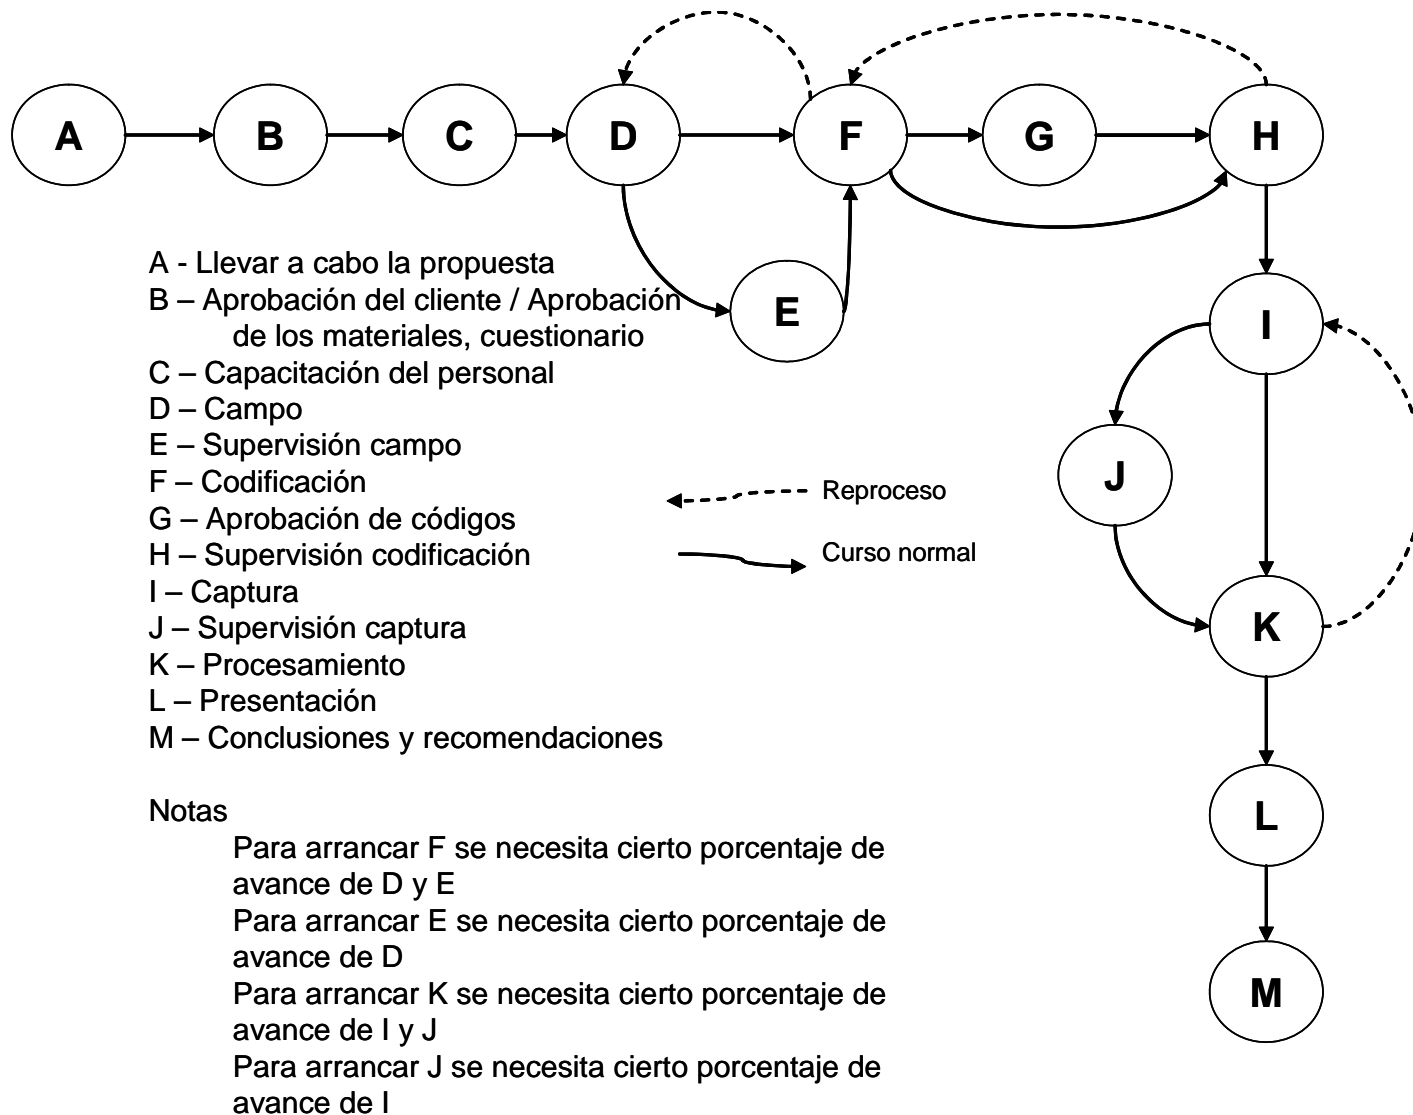 A
B
C
D
F
G
H
E
I
J
K
L
M
A - Llevar a cabo la propuesta
B – Aprobación del cliente / Aprobación
de los materiales, cuestionario
C – Capacitación del personal
D – Campo
E – Supervisión campo
F – Codificación
G – Aprobación de códigos
H – Supervisión codificación
I – Captura
J – Supervisión captura
K – Procesamiento
L – Presentación
M – Conclusiones y recomendaciones
Reproceso
Curso normal
Notas
Para arrancar F se necesita cierto porcentaje de
avance de D y E
Para arrancar E se necesita cierto porcentaje de
avance de D
Para arrancar K se necesita cierto porcentaje de
avance de I y J
Para arrancar J se necesita cierto porcentaje de
avance de I